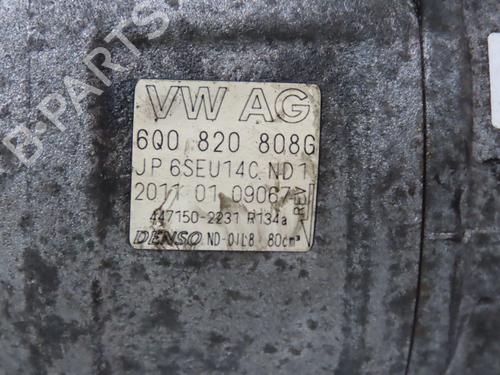 B-PARTS
VW AG
6Q0 820 808G
JP 6SEU14C ND1
2011 01 09067
REV
447150-2231 R134a
DENSO ND-OIL8 80cm³